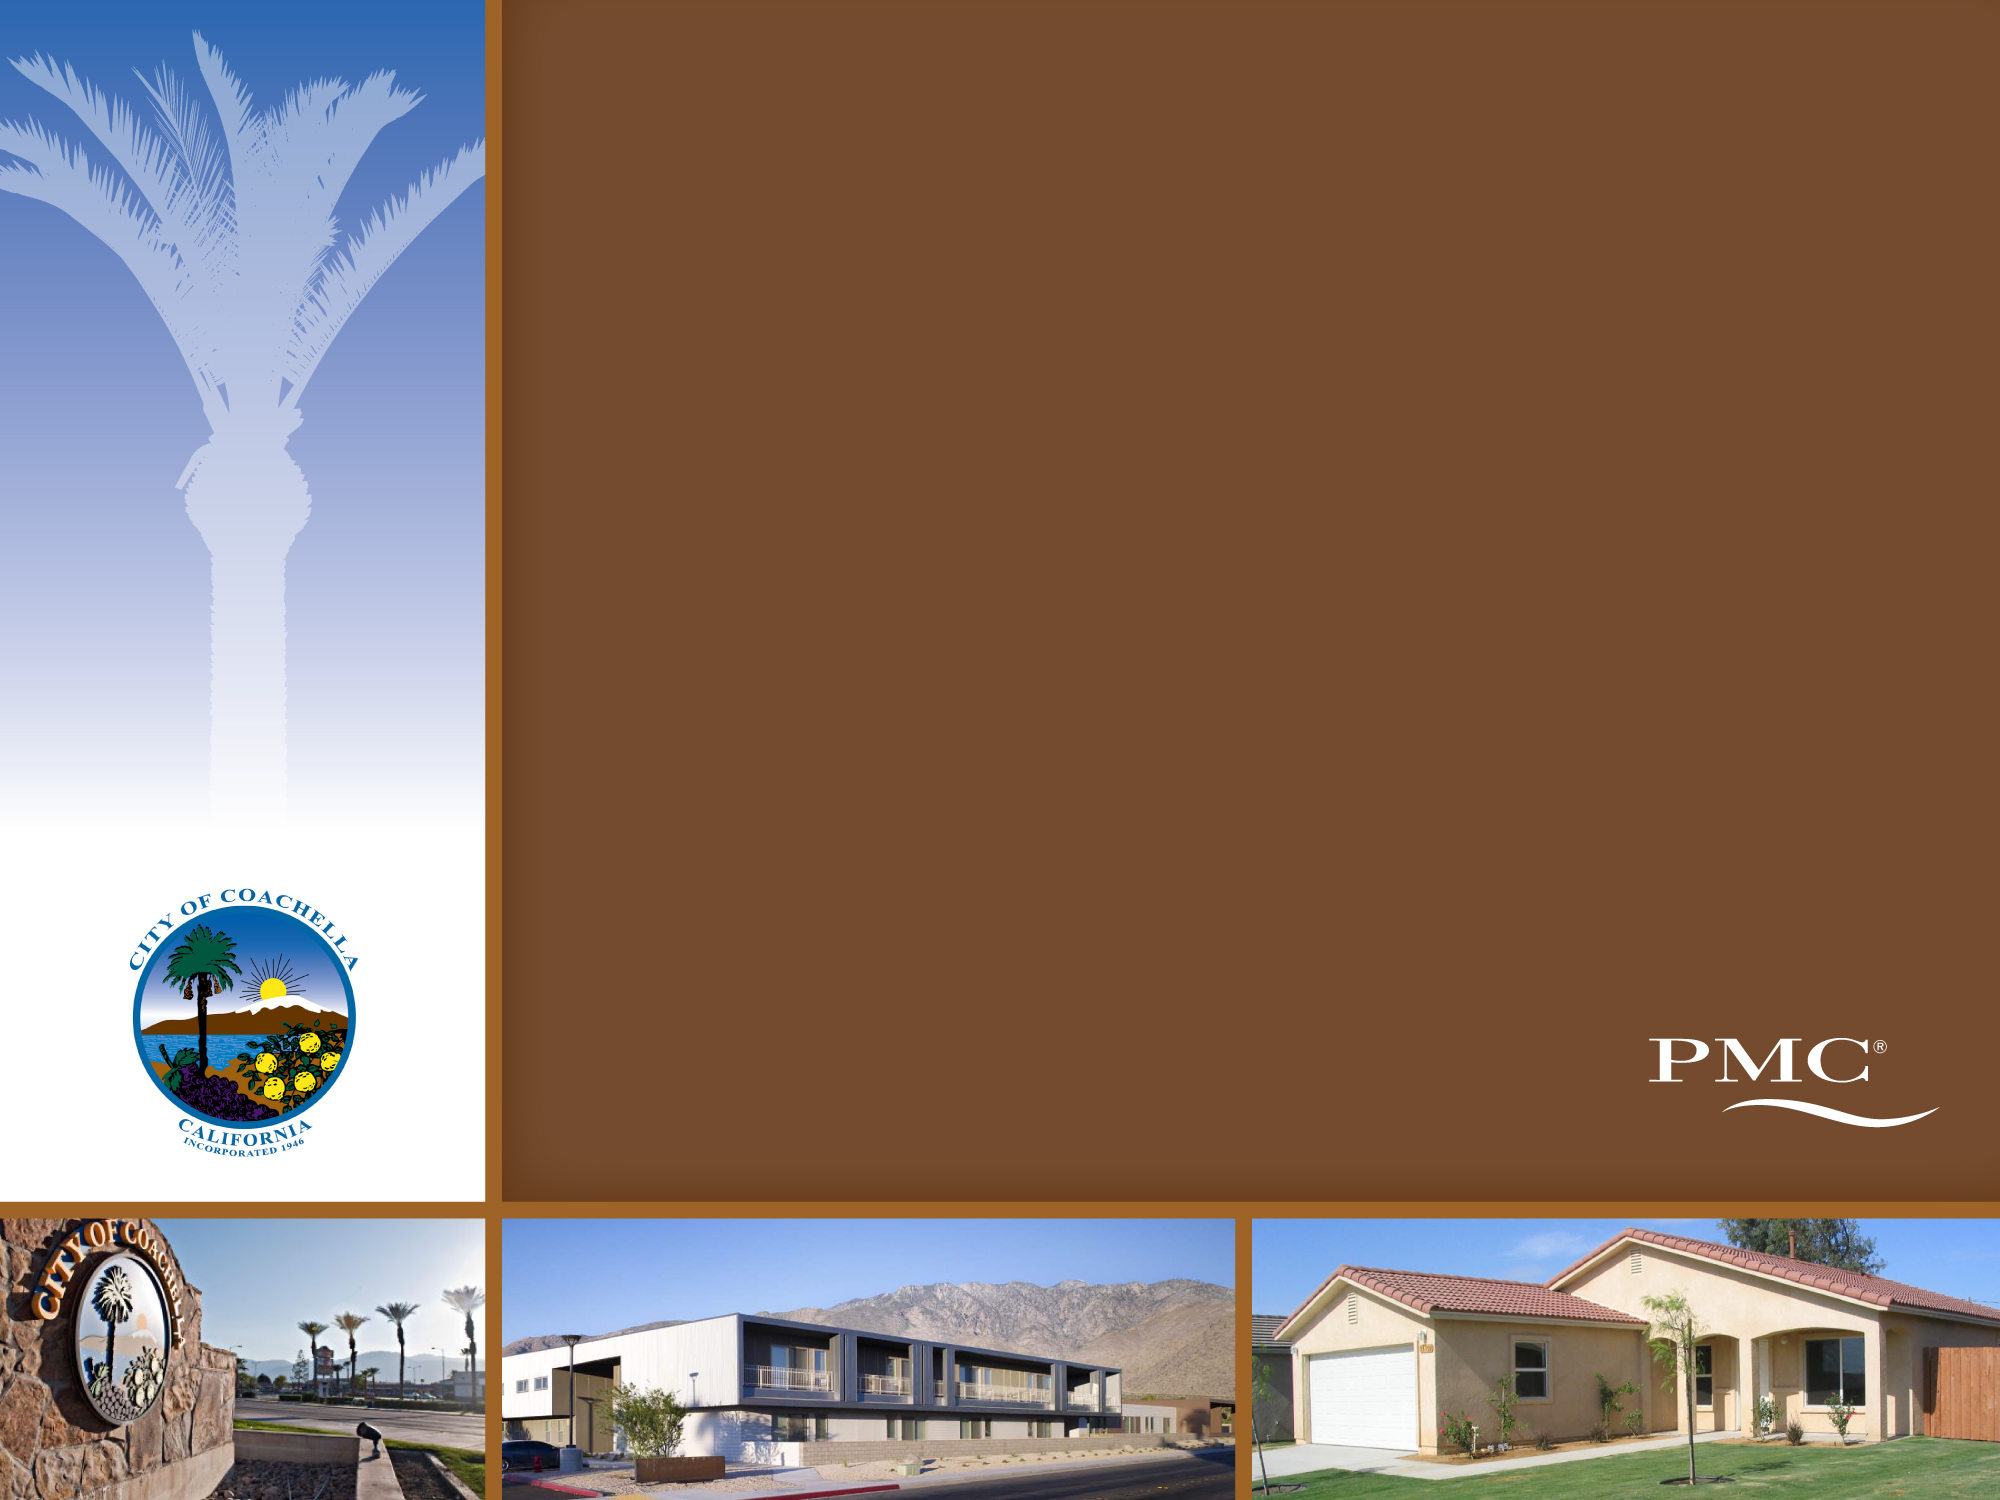 CITY OF COACHELLA
CALIFORNIA
INCORPORATED 1946
PMC®
CITY OF COACHELLA